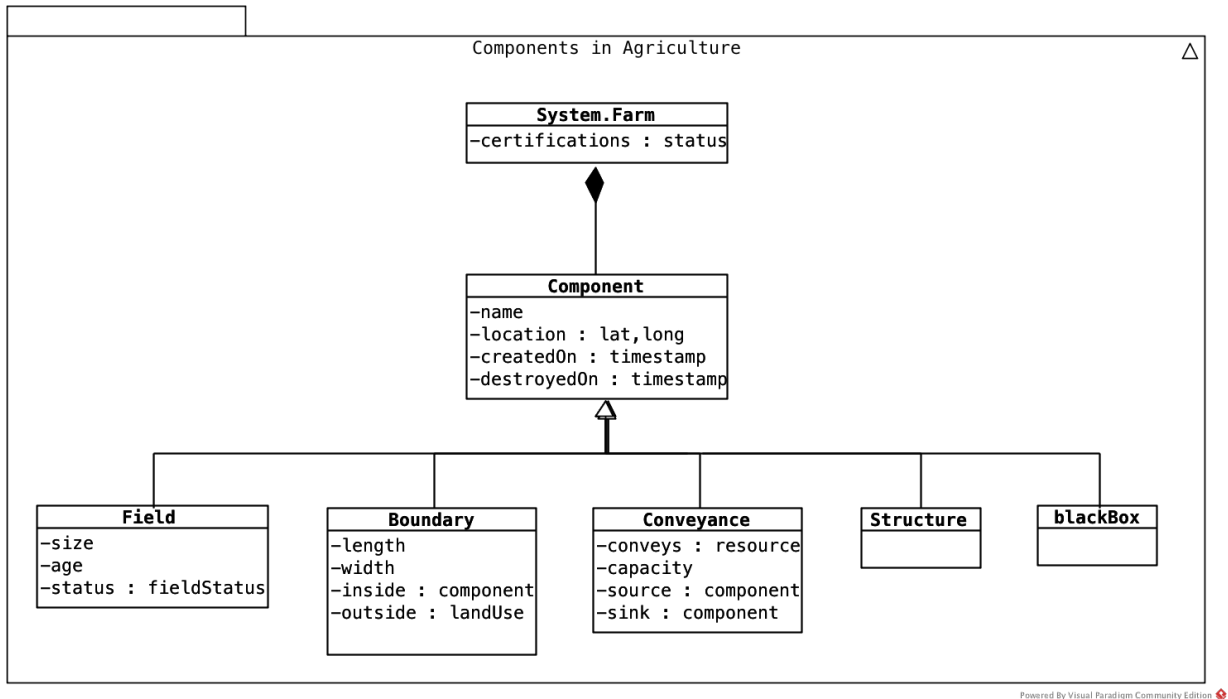 Components in Agriculture
System.Farm
-certifications : status
Component
-name
-location : lat,long
-createdOn : timestamp
-destroyedOn : timestamp
Field
-size
-age
-status : fieldStatus
Boundary
-length
-width
-inside : component
-outside : landUse
Conveyance
-conveys : resource
-capacity
-source : component
-sink : component
Structure
blackBox
Powered By Visual Paradigm Community Edition